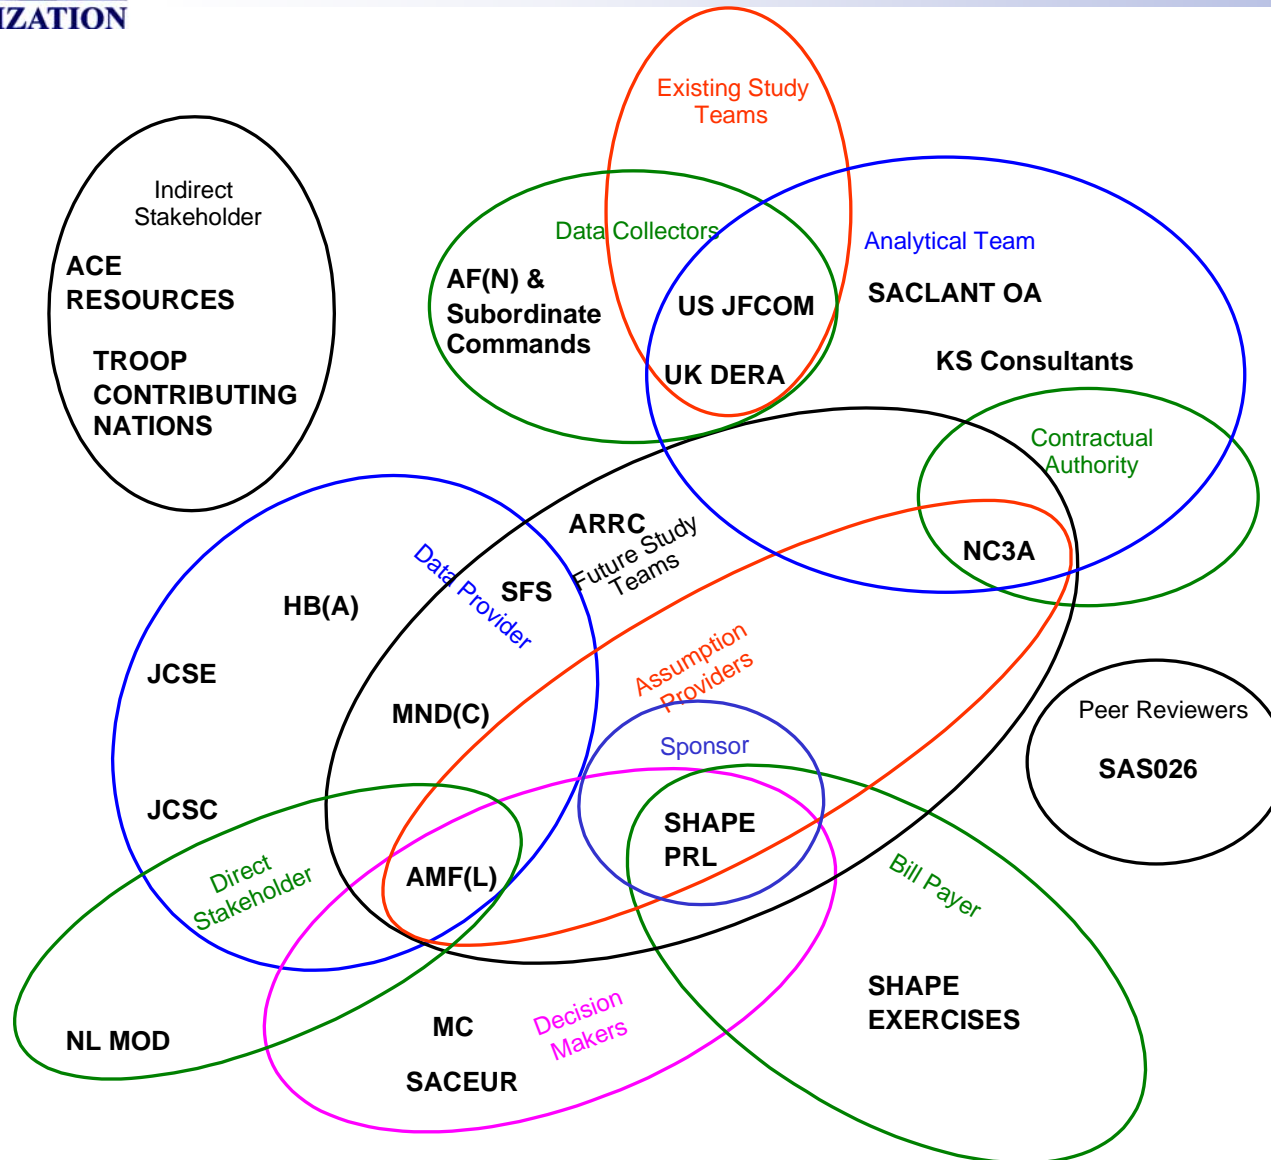 IZATION
Existing Study
Teams
Indirect
Stakeholder
ACE
RESOURCES
TROOP
CONTRIBUTING
NATIONS
Data Collectors
AF(N) &
Subordinate
Commands
US JFCOM
UK DERA
Analytical Team
SACLANT OA
KS Consultants
Contractual
Authority
NC3A
ARRC
Future Study
Teams
Data Provider
SFS
HB(A)
JCSE
MND(C)
JCSC
Assumption
Providers
Sponsor
SHAPE
PRL
Peer Reviewers
SAS026
Direct
Stakeholder
AMF(L)
Bill Payer
NL MOD
MC
SACEUR
Decision
Makers
SHAPE
EXERCISES